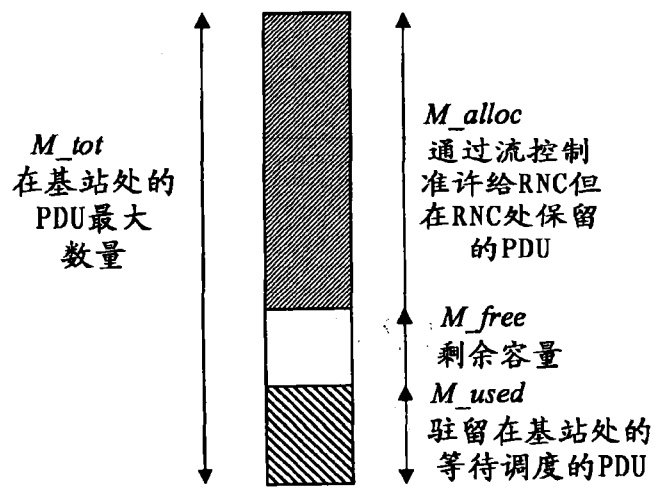 M_tot
在基站处的
PDU最大
数量
M_alloc
通过流控制
准许给RNC但
在RNC处保留
的PDU
M_free
剩余容量
M_used
驻留在基站处的
等待调度的PDU